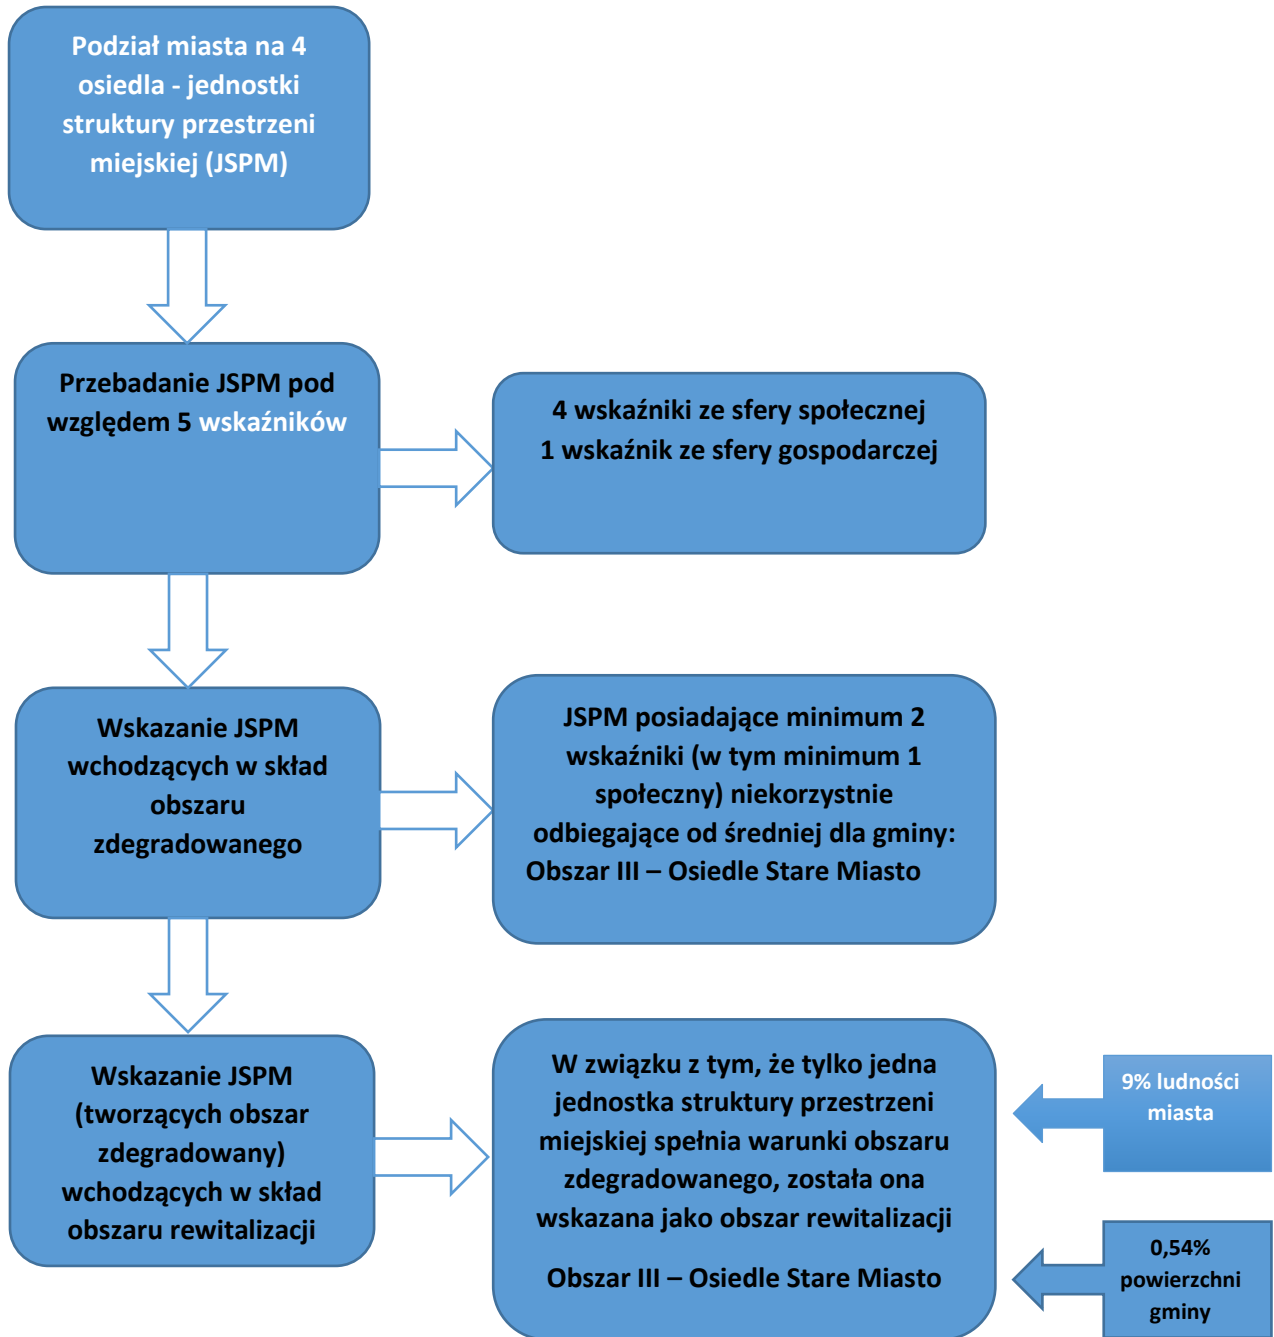 Podział miasta na 4
osiedla - jednostki
struktury przestrzeni
miejskiej (JSPM)
Przebadanie JSPM pod
względem 5 wskaźników
4 wskaźniki ze sfery społecznej
1 wskaźnik ze sfery gospodarczej
Wskazanie JSPM
wchodzących w skład
obszaru
zdegradowanego
JSPM posiadające minimum 2
wskaźniki (w tym minimum 1
społeczny) niekorzystnie
odbiegające od średniej dla gminy:
Obszar III – Osiedle Stare Miasto
Wskazanie JSPM
(tworzących obszar
zdegradowany)
wchodzących w skład
obszaru rewitalizacji
W związku z tym, że tylko jedna
jednostka struktury przestrzeni
miejskiej spełnia warunki obszaru
zdegradowanego, została ona
wskazana jako obszar rewitalizacji
Obszar III – Osiedle Stare Miasto
9% ludności
miasta
0,54%
powierzchni
gminy